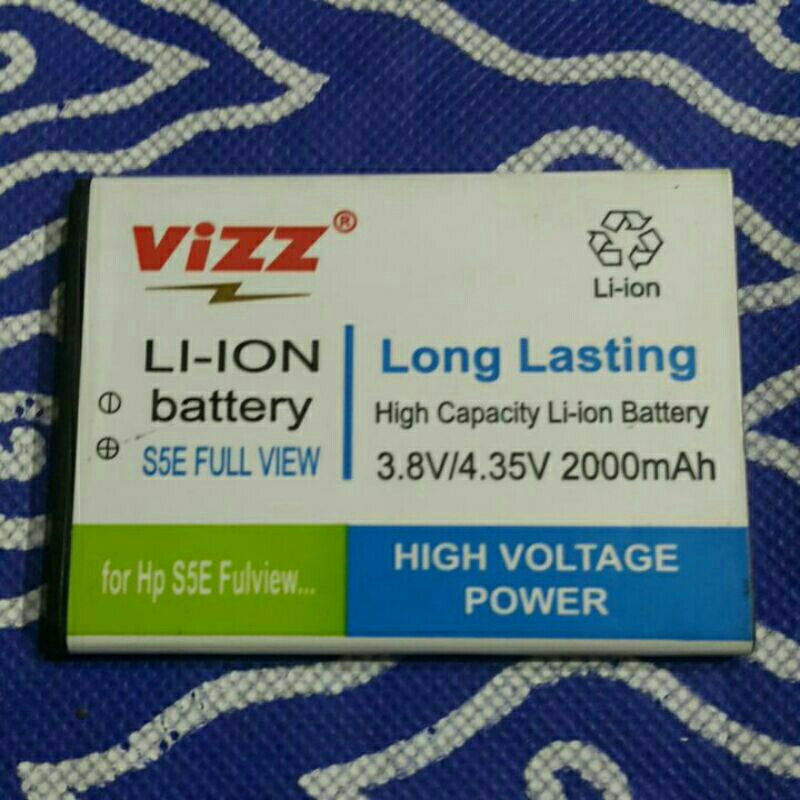 ViZZ®
Li-ion
LI-ION
battery
S5E FULL VIEW
Long Lasting
High Capacity Li-ion Battery
3.8V/4.35V 2000mAh
for Hp S5E Fulview...
HIGH VOLTAGE
POWER